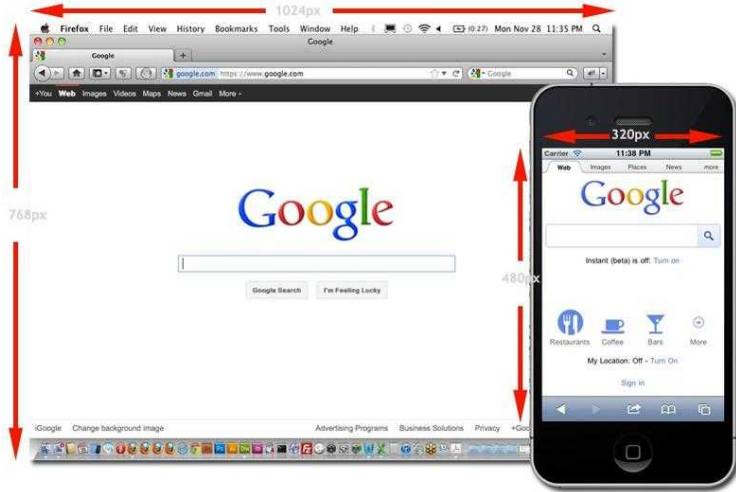 1024px
Firefox File Edit View History Bookmarks Tools Window Help (0:27) Mon Nov 28 11:35 PM
Google
Google
google.com https://www.google.com
Google
+You Web Images Videos Maps News Gmail More
Google
Google Search I'm Feeling Lucky
iGoogle Change background image Advertising Programs Business Solutions Privacy
768px
320px
Carrier 11:38 PM
Web Images Places News more
Google
Instant (beta) is off: Turn on
480px
Restaurants Coffee Bars More
My Location: Off - Turn On
Sign in